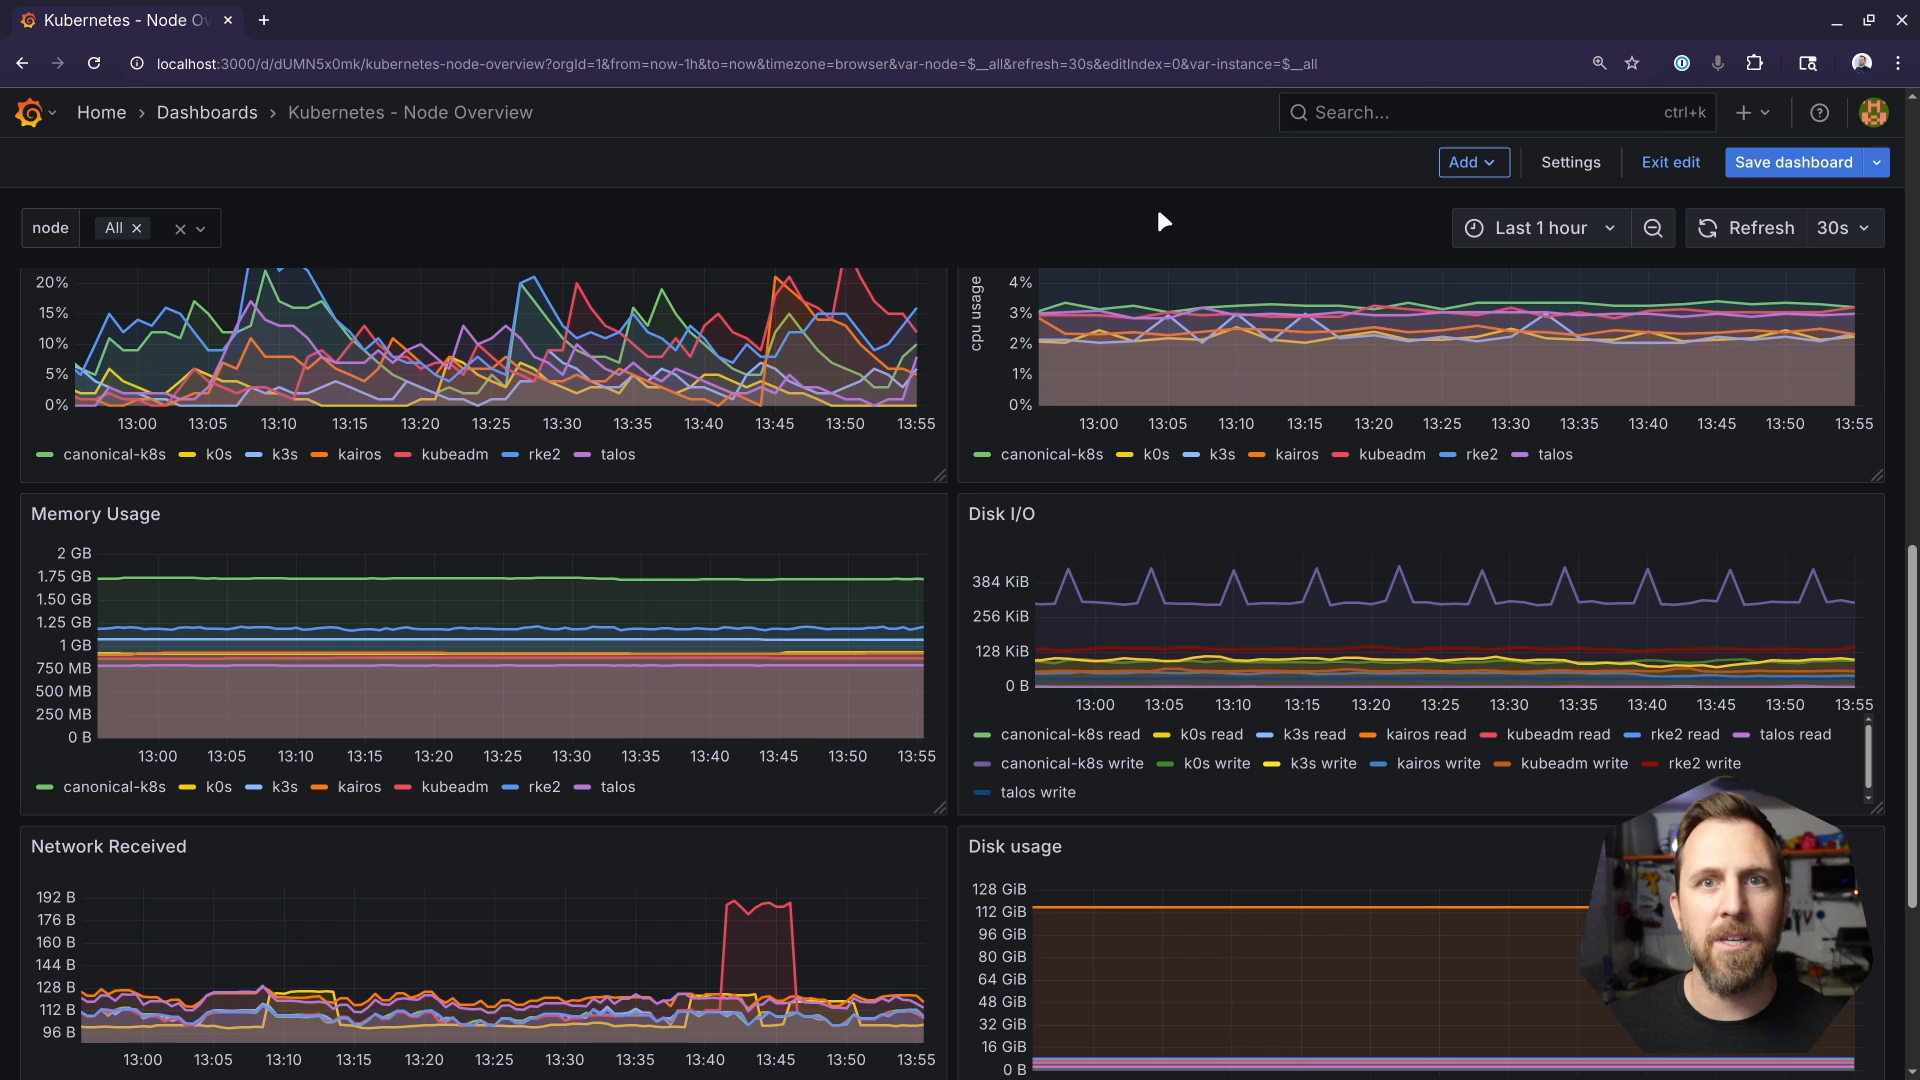 Kubernetes - Node Ov
localhost:3000/d/dUMN5x0mk/kubernetes-node-overview?orgId=1&from=now-1h&to=now&timezone=browser&var-node=$__all&refresh=30s&editIndex=0&var-instance=$__all
Home > Dashboards > Kubernetes - Node Overview
Search... ctrl+k
Add Settings Exit edit Save dashboard
node All Last 1 hour Refresh 30s
20%
15%
10%
5%
0%
13:00 13:05 13:10 13:15 13:20 13:25 13:30 13:35 13:40 13:45 13:50 13:55
canonical-k8s k0s k3s kairos kubeadm rke2 talos
cpu usage
4%
3%
2%
1%
0%
13:00 13:05 13:10 13:15 13:20 13:25 13:30 13:35 13:40 13:45 13:50 13:55
canonical-k8s k0s k3s kairos kubeadm rke2 talos
Memory Usage
2 GB
1.75 GB
1.50 GB
1.25 GB
1 GB
750 MB
500 MB
250 MB
0 B
13:00 13:05 13:10 13:15 13:20 13:25 13:30 13:35 13:40 13:45 13:50 13:55
canonical-k8s k0s k3s kairos kubeadm rke2 talos
Disk I/O
384 KiB
256 KiB
128 KiB
0 B
13:00 13:05 13:10 13:15 13:20 13:25 13:30 13:35 13:40 13:45 13:50 13:55
canonical-k8s read k0s read k3s read kairos read kubeadm read rke2 read talos read
canonical-k8s write k0s write k3s write kairos write kubeadm write rke2 write
talos write
Network Received
192 B
176 B
160 B
144 B
128 B
112 B
96 B
13:00 13:05 13:10 13:15 13:20 13:25 13:30 13:35 13:40 13:45 13:50 13:55
Disk usage
128 GiB
112 GiB
96 GiB
80 GiB
64 GiB
48 GiB
32 GiB
16 GiB
0 B